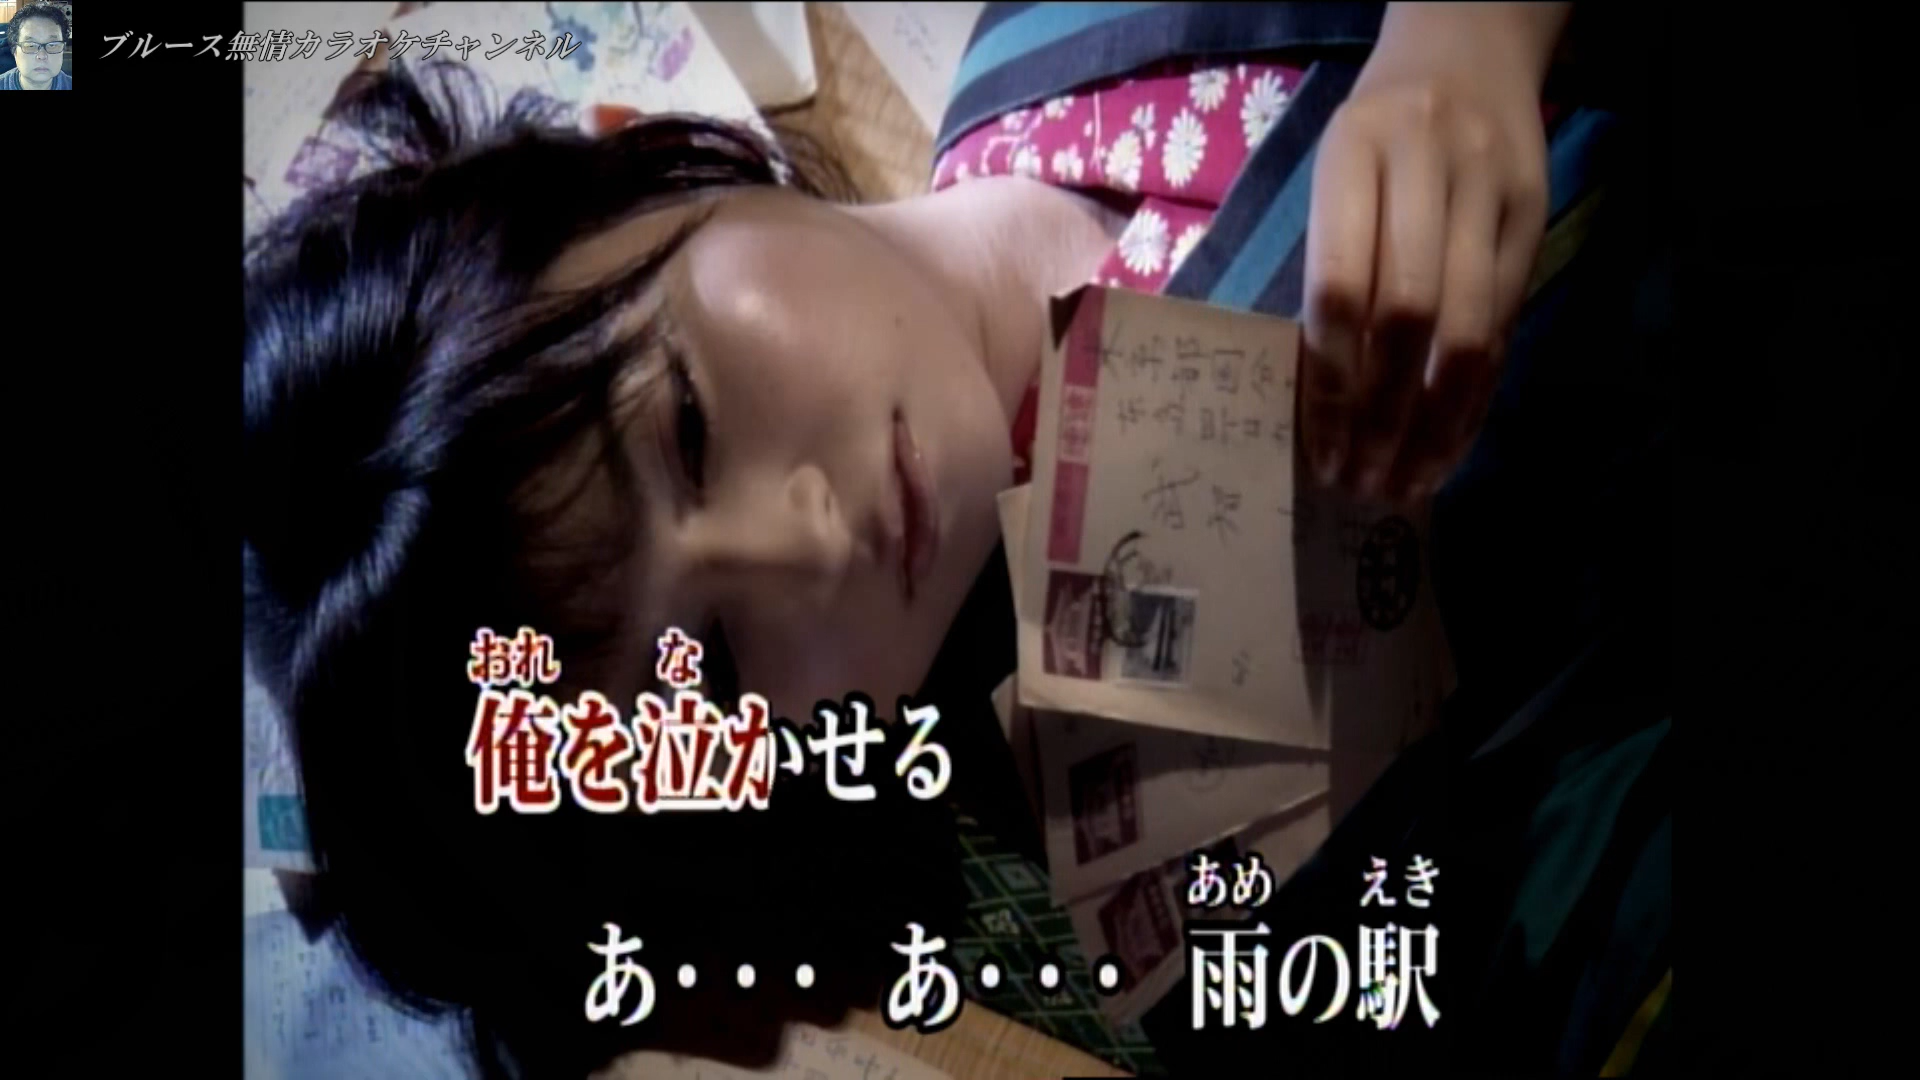 ブルース無情カラオケチャンネル
おれ な
俺を泣かせる
あめ えき
あ・・・ あ・・・ 雨の駅